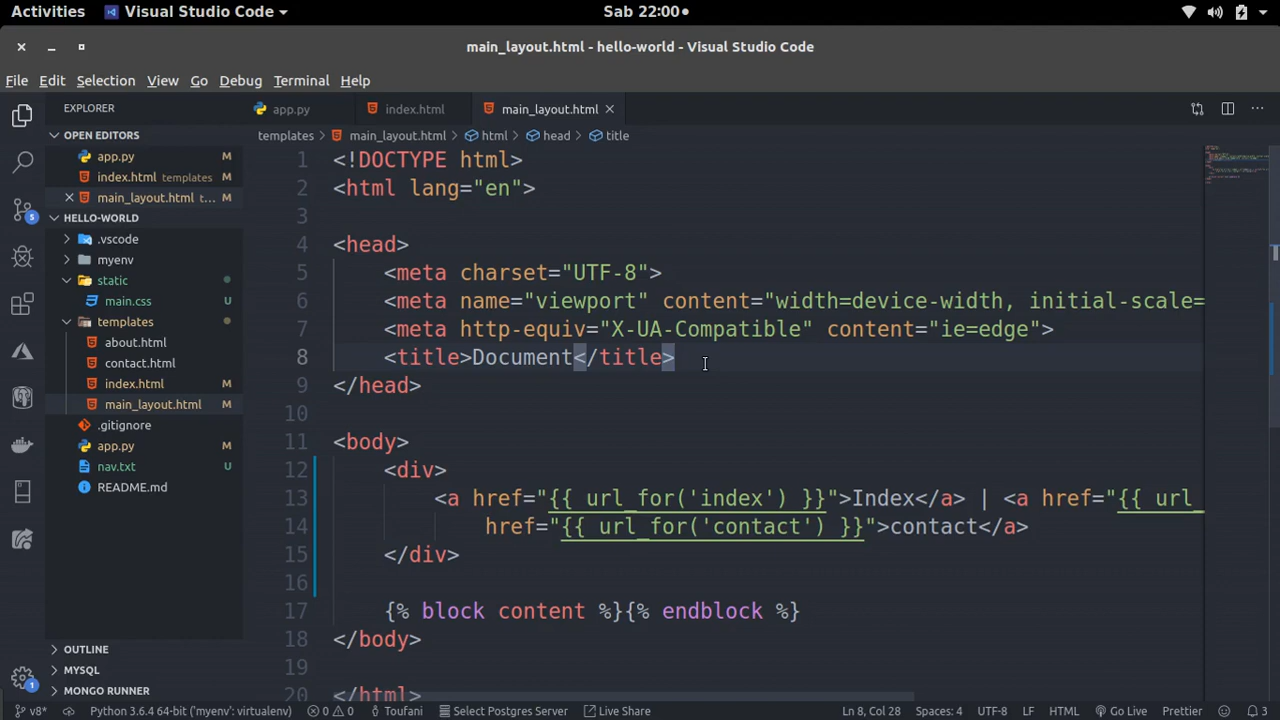 Activities Visual Studio Code Sab 22:00
main_layout.html - hello-world - Visual Studio Code
File Edit Selection View Go Debug Terminal Help
EXPLORER
OPEN EDITORS
app.py M
index.html templates M
main_layout.html t... M
HELLO-WORLD
.vscode
myenv
static
main.css U
templates
about.html
contact.html
index.html M
main_layout.html M
.gitignore
app.py M
nav.txt U
README.md
OUTLINE
MYSQL
MONGO RUNNER
5
1
app.py index.html main_layout.html
templates > main_layout.html > html > head > title
1 <!DOCTYPE html>
2 <html lang="en">
3
4 <head>
5 <meta charset="UTF-8">
6 <meta name="viewport" content="width=device-width, initial-scale=
7 <meta http-equiv="X-UA-Compatible" content="ie=edge">
8 <title>Document</title>
9 </head>
10
11 <body>
12 <div>
13 <a href="{{ url_for('index') }}">Index</a> | <a href="{{ url_
14 href="{{ url_for('contact') }}">contact</a>
15 </div>
16
17 {% block content %}{% endblock %}
18 </body>
19
20 </html>
v8* Python 3.6.4 64-bit ('myenv': virtualenv) 0 0 Toufani Select Postgres Server Live Share Ln 8, Col 28 Spaces: 4 UTF-8 LF HTML Go Live Prettier 3